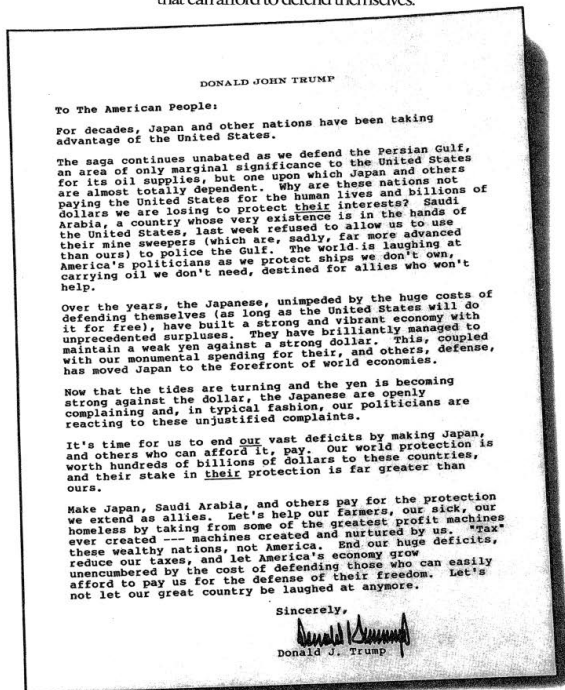 that can afford to defend themselves.
DONALD JOHN TRUMP
To The American People:
For decades, Japan and other nations have been taking
advantage of the United States.
The saga continues unabated as we defend the Persian Gulf,
an area of only marginal significance to the United States
for its oil supplies, but one upon which Japan and others
are almost totally dependent. Why are these nations not
paying the United States for the human lives and billions of
dollars we are losing to protect their interests? Saudi
Arabia, a country whose very existence is in the hands of
the United States, last week refused to allow us to use
their mine sweepers (which are, sadly, far more advanced
than ours) to police the Gulf. The world is laughing at
America's politicians as we protect ships we don't own,
carrying oil we don't need, destined for allies who won't
help.
Over the years, the Japanese, unimpeded by the huge costs of
defending themselves (as long as the United States will do
it for free), have built a strong and vibrant economy with
unprecedented surpluses. They have brilliantly managed to
maintain a weak yen against a strong dollar. This, coupled
with our monumental spending for their, and others, defense,
has moved Japan to the forefront of world economies.
Now that the tides are turning and the yen is becoming
strong against the dollar, the Japanese are openly
complaining and, in typical fashion, our politicians are
reacting to these unjustified complaints.
It's time for us to end our vast deficits by making Japan,
and others who can afford it, pay. Our world protection is
worth hundreds of billions of dollars to these countries,
and their stake in their protection is far greater than
ours.
Make Japan, Saudi Arabia, and others pay for the protection
we extend as allies. Let's help our farmers, our sick, our
homeless by taking from some of the greatest profit machines
ever created --- machines created and nurtured by us. "Tax"
these wealthy nations, not America. End our huge deficits,
reduce our taxes, and let America's economy grow
unencumbered by the cost of defending those who can easily
afford to pay us for the defense of their freedom. Let's
not let our great country be laughed at anymore.
Sincerely,
Donald J. Trump